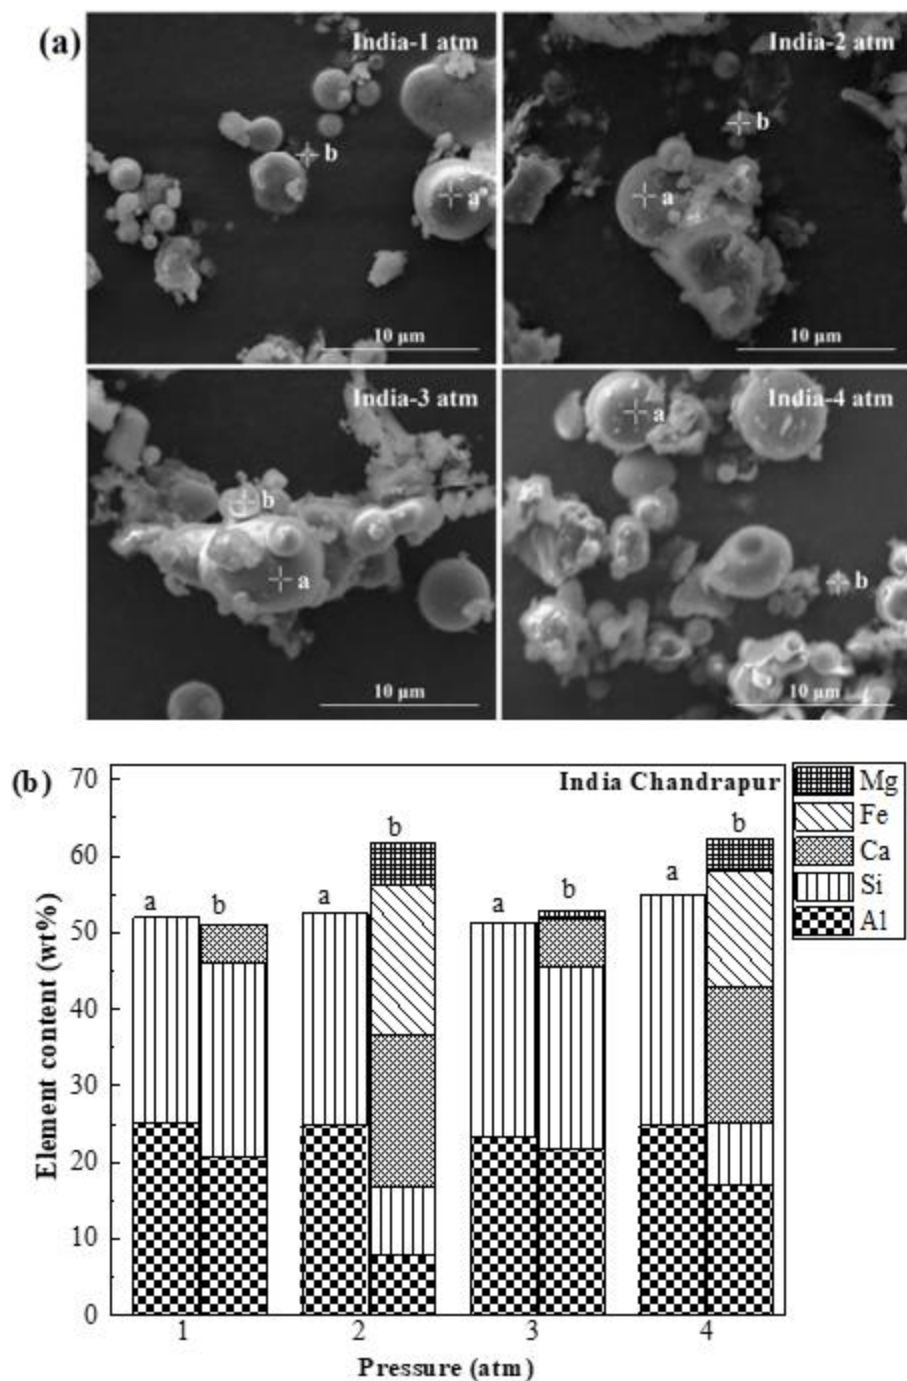 (a)
India-1 atm
b
a
10 µm
India-2 atm
b
a
10 µm
India-3 atm
b
a
10 µm
India-4 atm
a
b
10 µm
(b)
India Chandrapur
Mg
Fe
Ca
Si
Al
70
60
50
40
30
20
10
0
a
b
a
b
a
b
a
b
1
2
3
4
Element content (wt%)
Pressure (atm)